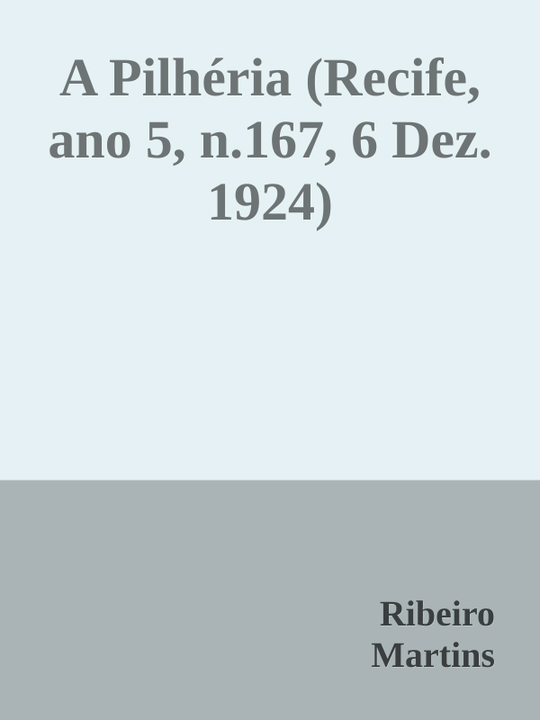 A Pilhéria (Recife,
ano 5, n.167, 6 Dez.
1924)
Ribeiro
Martins